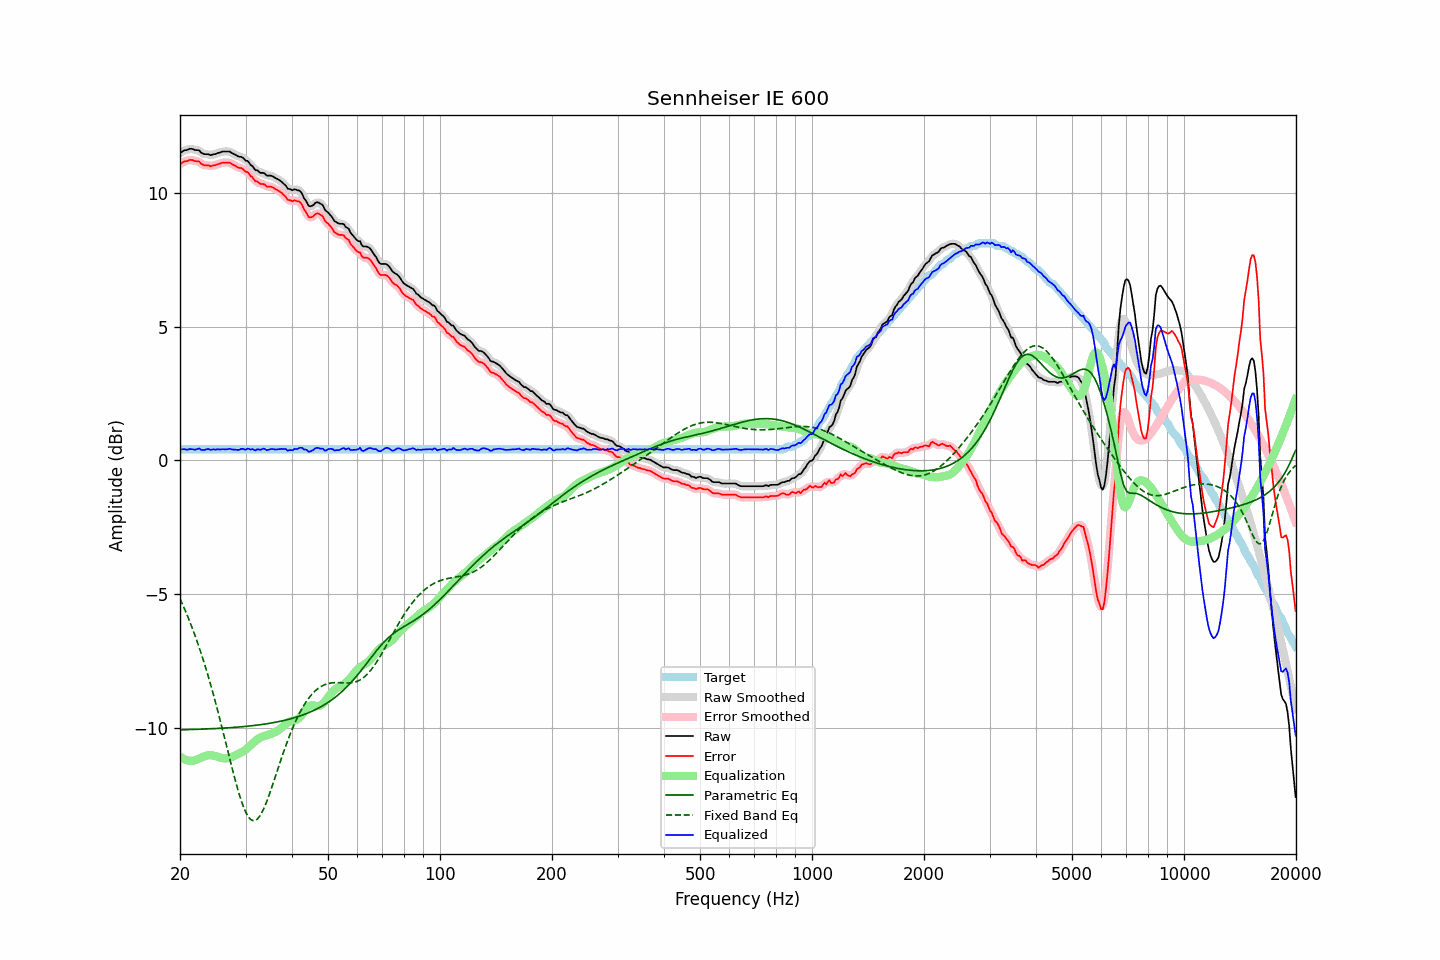 Sennheiser IE 600
Amplitude (dBr)
10
5
0
−5
−10
Target
Raw Smoothed
Error Smoothed
Raw
Error
Equalization
Parametric Eq
Fixed Band Eq
Equalized
20 50 100 200 500 1000 2000 5000 10000 20000
Frequency (Hz)